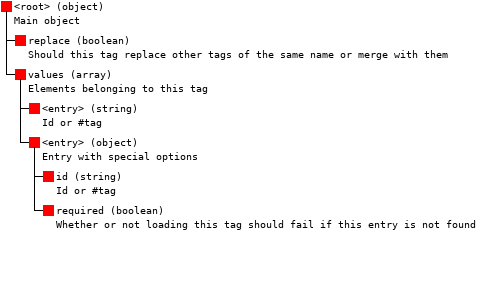 <root> (object)
Main object
replace (boolean)
Should this tag replace other tags of the same name or merge with them
values (array)
Elements belonging to this tag
<entry> (string)
Id or #tag
<entry> (object)
Entry with special options
id (string)
Id or #tag
required (boolean)
Whether or not loading this tag should fail if this entry is not found